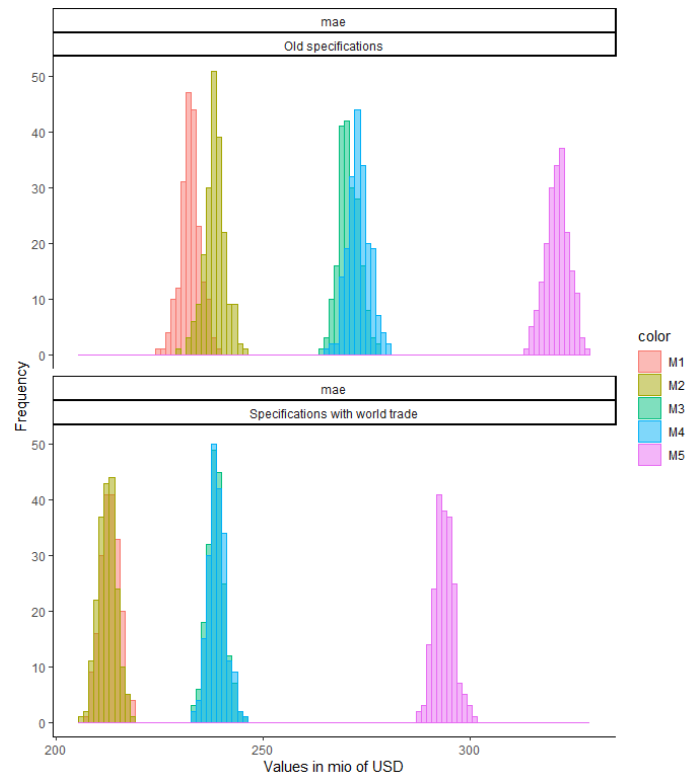 mae
Old specifications
50
40
30
20
10
0
mae
Specifications with world trade
50
40
30
20
10
0
200 250 300
Values in mio of USD
Frequency
color
M1
M2
M3
M4
M5